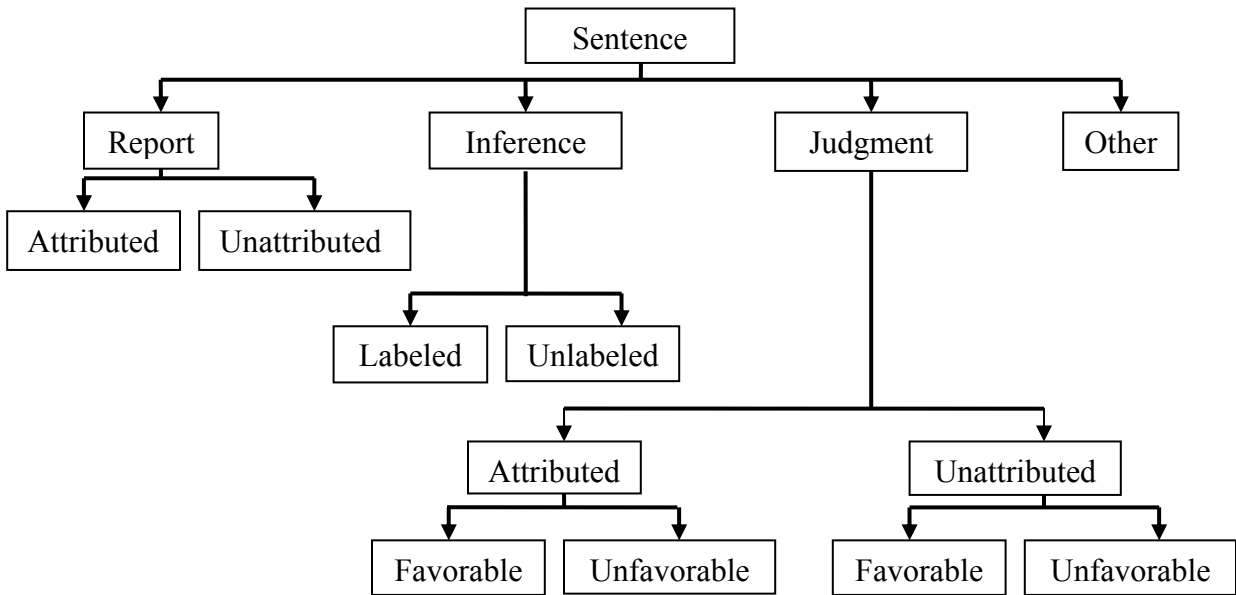 Sentence
Report Inference Judgment Other
Attributed Unattributed
Labeled Unlabeled
Attributed Unattributed
Favorable Unfavorable Favorable Unfavorable